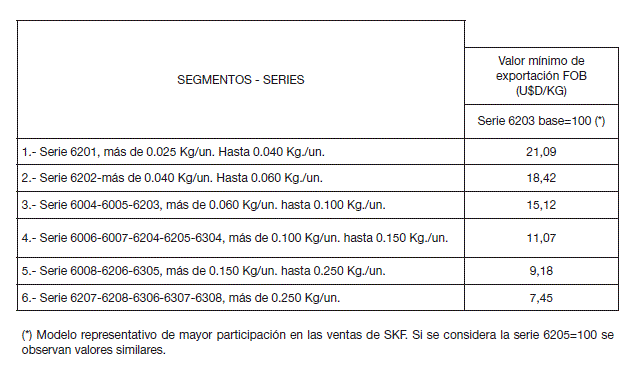 SEGMENTOS - SERIES
Valor mínimo de
exportación FOB
(U$D/KG)
Serie 6203 base=100 (*)
1.- Serie 6201, más de 0.025 Kg/un. Hasta 0.040 Kg./un.
21,09
2.- Serie 6202-más de 0.040 Kg/un. Hasta 0.060 Kg./un.
18,42
3.- Serie 6004-6005-6203, más de 0.060 Kg/un. hasta 0.100 Kg./un.
15,12
4.- Serie 6006-6007-6204-6205-6304, más de 0.100 Kg/un. hasta 0.150 Kg./un.
11,07
5.- Serie 6008-6206-6305, más de 0.150 Kg/un. hasta 0.250 Kg./un.
9,18
6.- Serie 6207-6208-6306-6307-6308, más de 0.250 Kg/un.
7,45
(*) Modelo representativo de mayor participación en las ventas de SKF. Si se considera la serie 6205=100 se
observan valores similares.